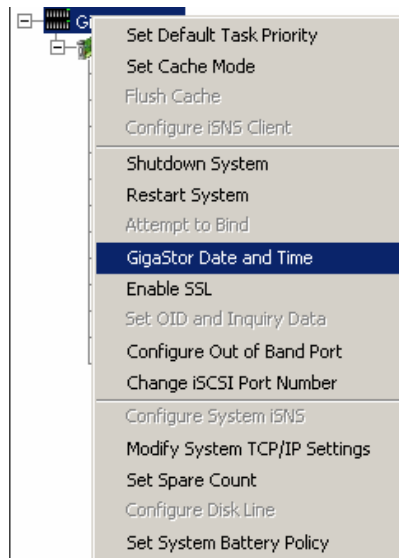 Set Default Task Priority
Set Cache Mode
Flush Cache
Configure iSNS Client
Shutdown System
Restart System
Attempt to Bind
GigaStor Date and Time
Enable SSL
Set OID and Inquiry Data
Configure Out of Band Port
Change iSCSI Port Number
Configure System iSNS
Modify System TCP/IP Settings
Set Spare Count
Configure Disk Line
Set System Battery Policy